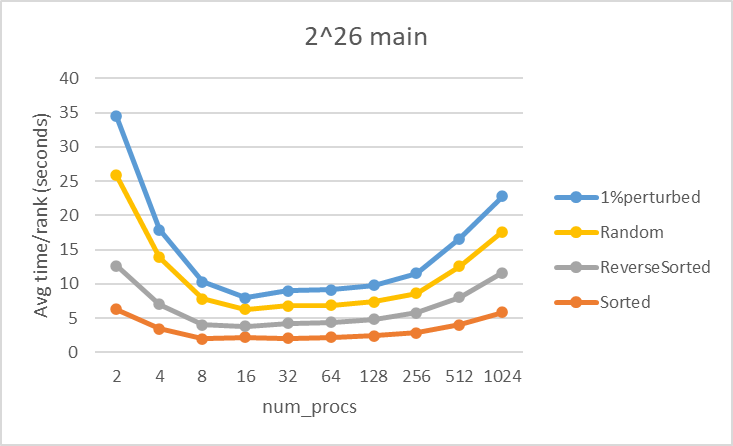 2^26 main
Avg time/rank (seconds)
40
35
30
25
20
15
10
5
0
2 4 8 16 32 64 128 256 512 1024
num_procs
1%perturbed
Random
ReverseSorted
Sorted